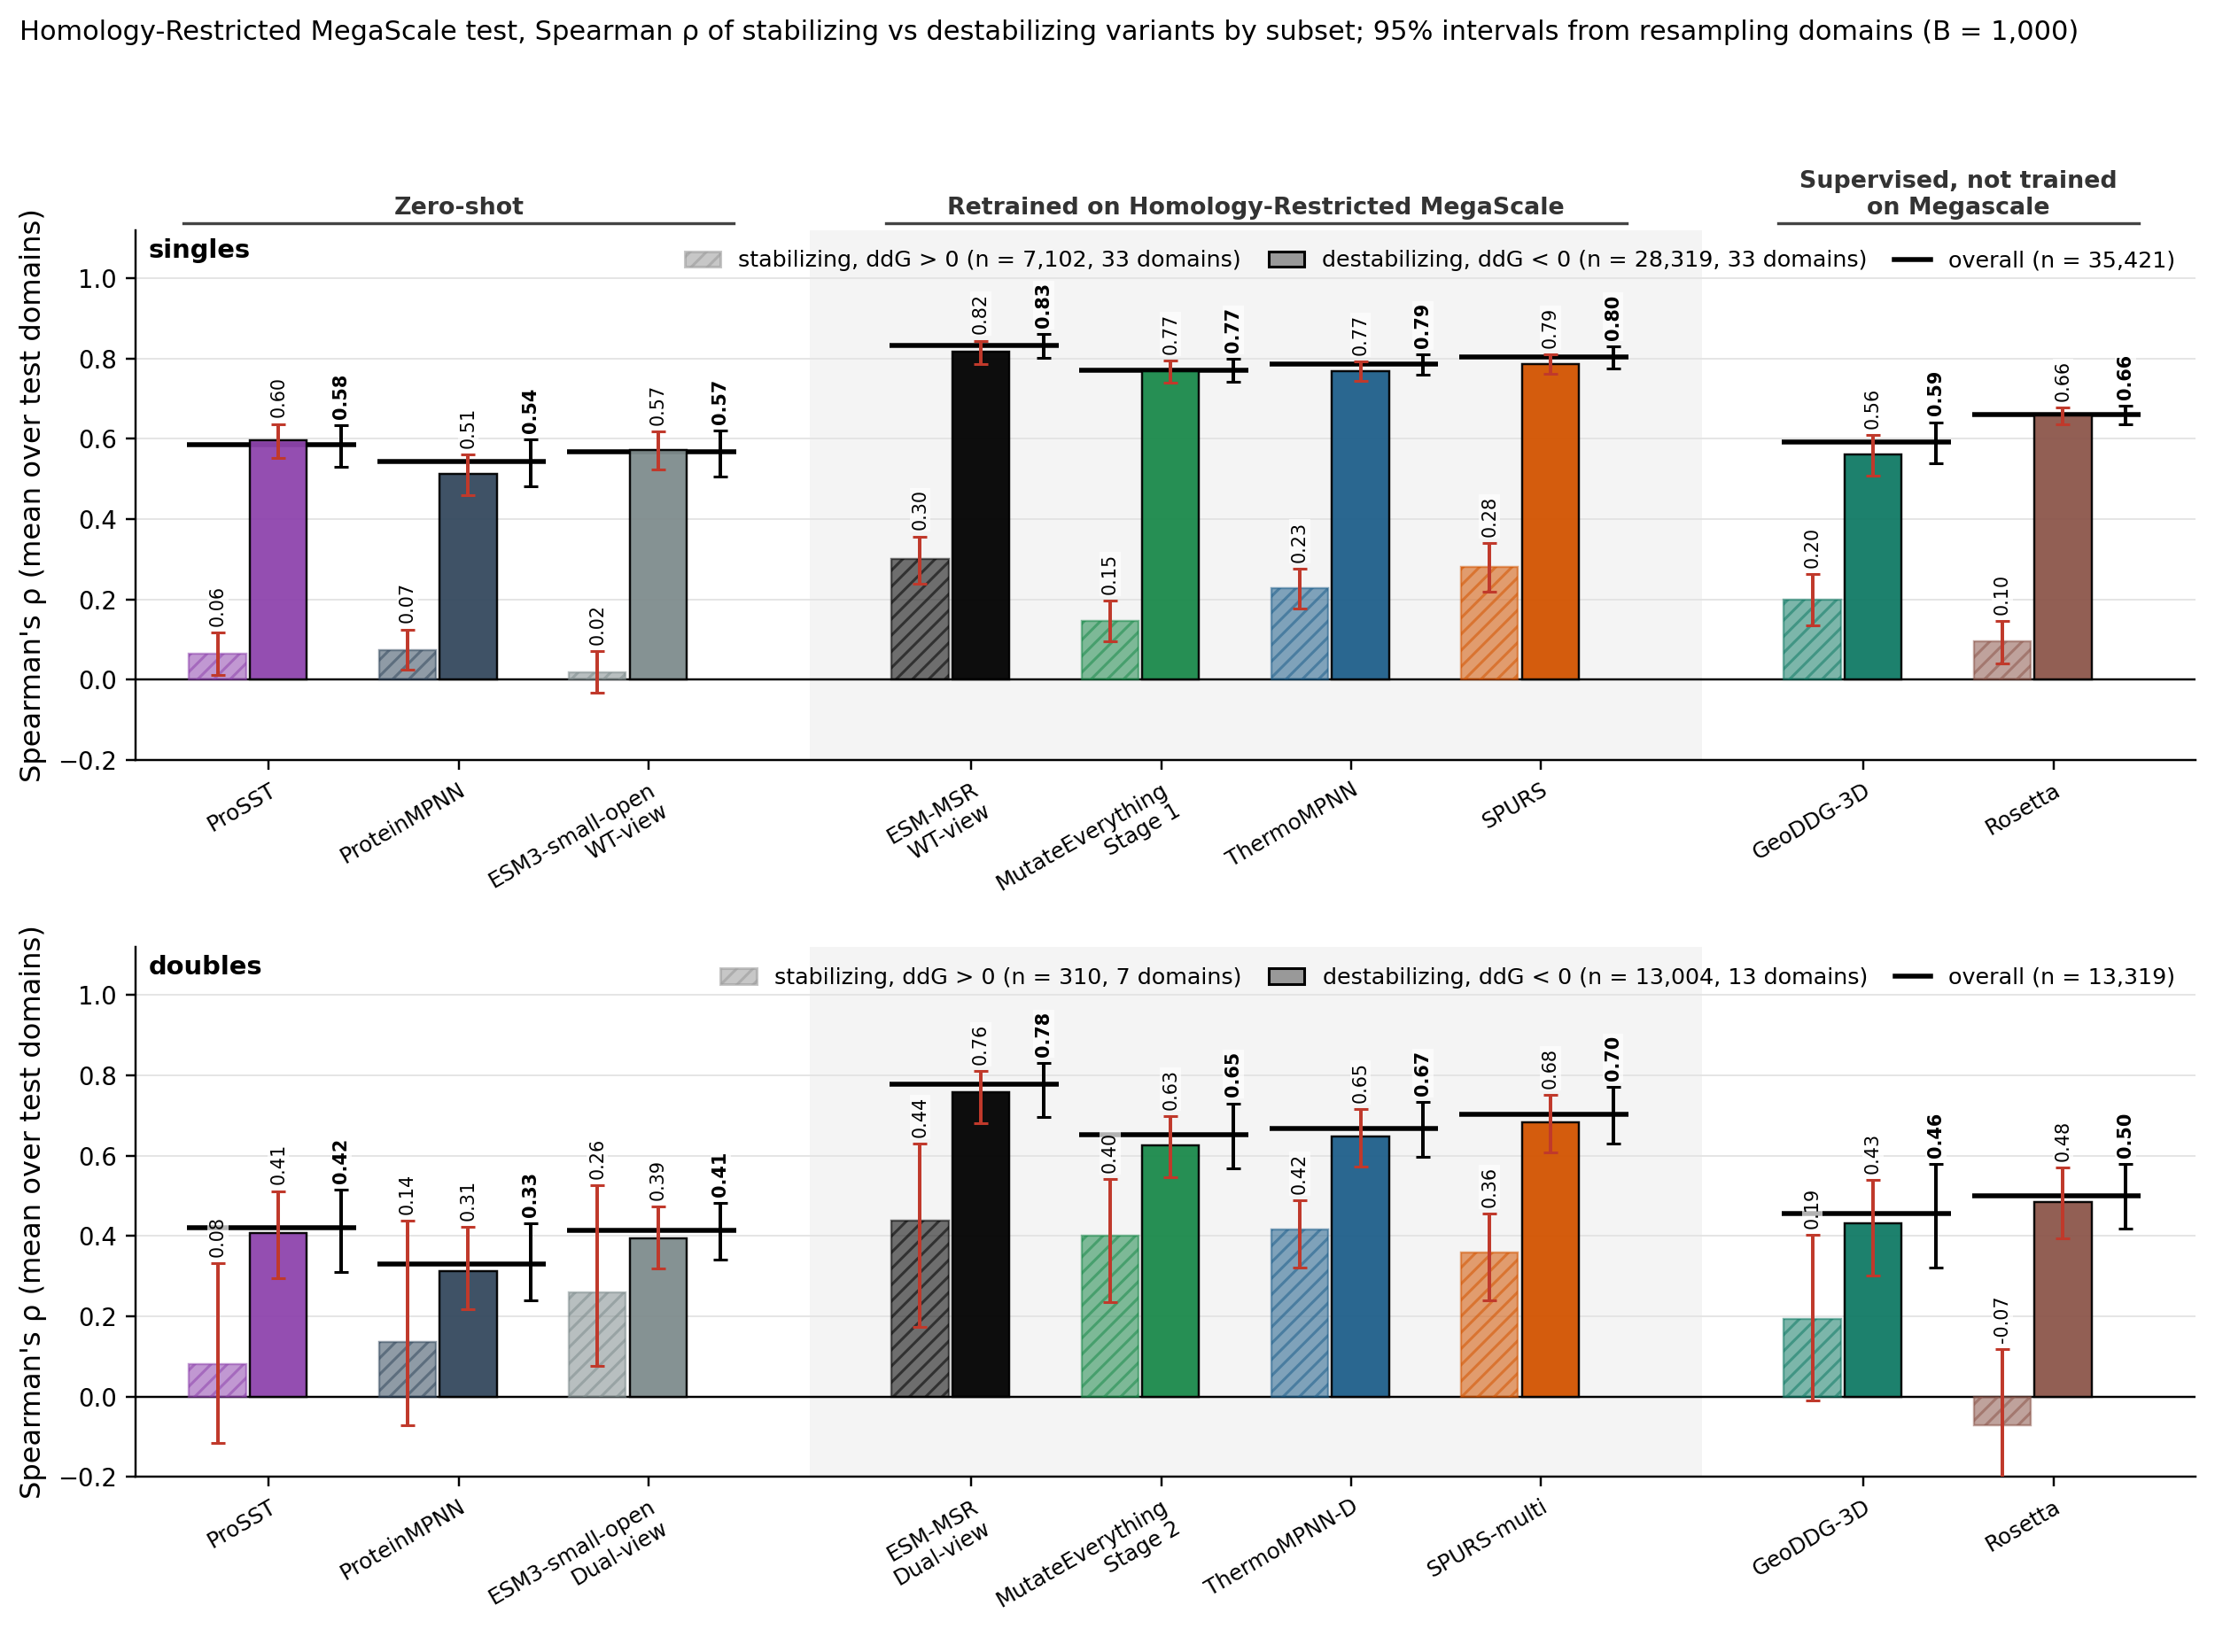 Homology-Restricted MegaScale test, Spearman ρ of stabilizing vs destabilizing variants by subset; 95% intervals from resampling domains (B = 1,000)
Zero-shot
Retrained on Homology-Restricted MegaScale
Supervised, not trained
on Megascale
singles
stabilizing, ddG > 0 (n = 7,102, 33 domains)
destabilizing, ddG < 0 (n = 28,319, 33 domains)
overall (n = 35,421)
Spearman's ρ (mean over test domains)
1.0
0.8
0.6
0.4
0.2
0.0
−0.2
0.06
0.60
0.58
0.07
0.51
0.54
0.02
0.57
0.57
0.30
0.82
0.83
0.15
0.77
0.77
0.23
0.77
0.79
0.28
0.79
0.80
0.20
0.56
0.59
0.10
0.66
0.66
ProSST
ProteinMPNN
ESM3-small-open
WT-view
ESM-MSR
WT-view
MutateEverything
Stage 1
ThermoMPNN
SPURS
GeoDDG-3D
Rosetta
doubles
stabilizing, ddG > 0 (n = 310, 7 domains)
destabilizing, ddG < 0 (n = 13,004, 13 domains)
overall (n = 13,319)
Spearman's ρ (mean over test domains)
1.0
0.8
0.6
0.4
0.2
0.0
−0.2
0.08
0.41
0.42
0.14
0.31
0.33
0.26
0.39
0.41
0.44
0.76
0.78
0.40
0.63
0.65
0.42
0.65
0.67
0.36
0.68
0.70
0.19
0.43
0.46
-0.07
0.48
0.50
ProSST
ProteinMPNN
ESM3-small-open
Dual-view
ESM-MSR
Dual-view
MutateEverything
Stage 2
ThermoMPNN-D
SPURS-multi
GeoDDG-3D
Rosetta